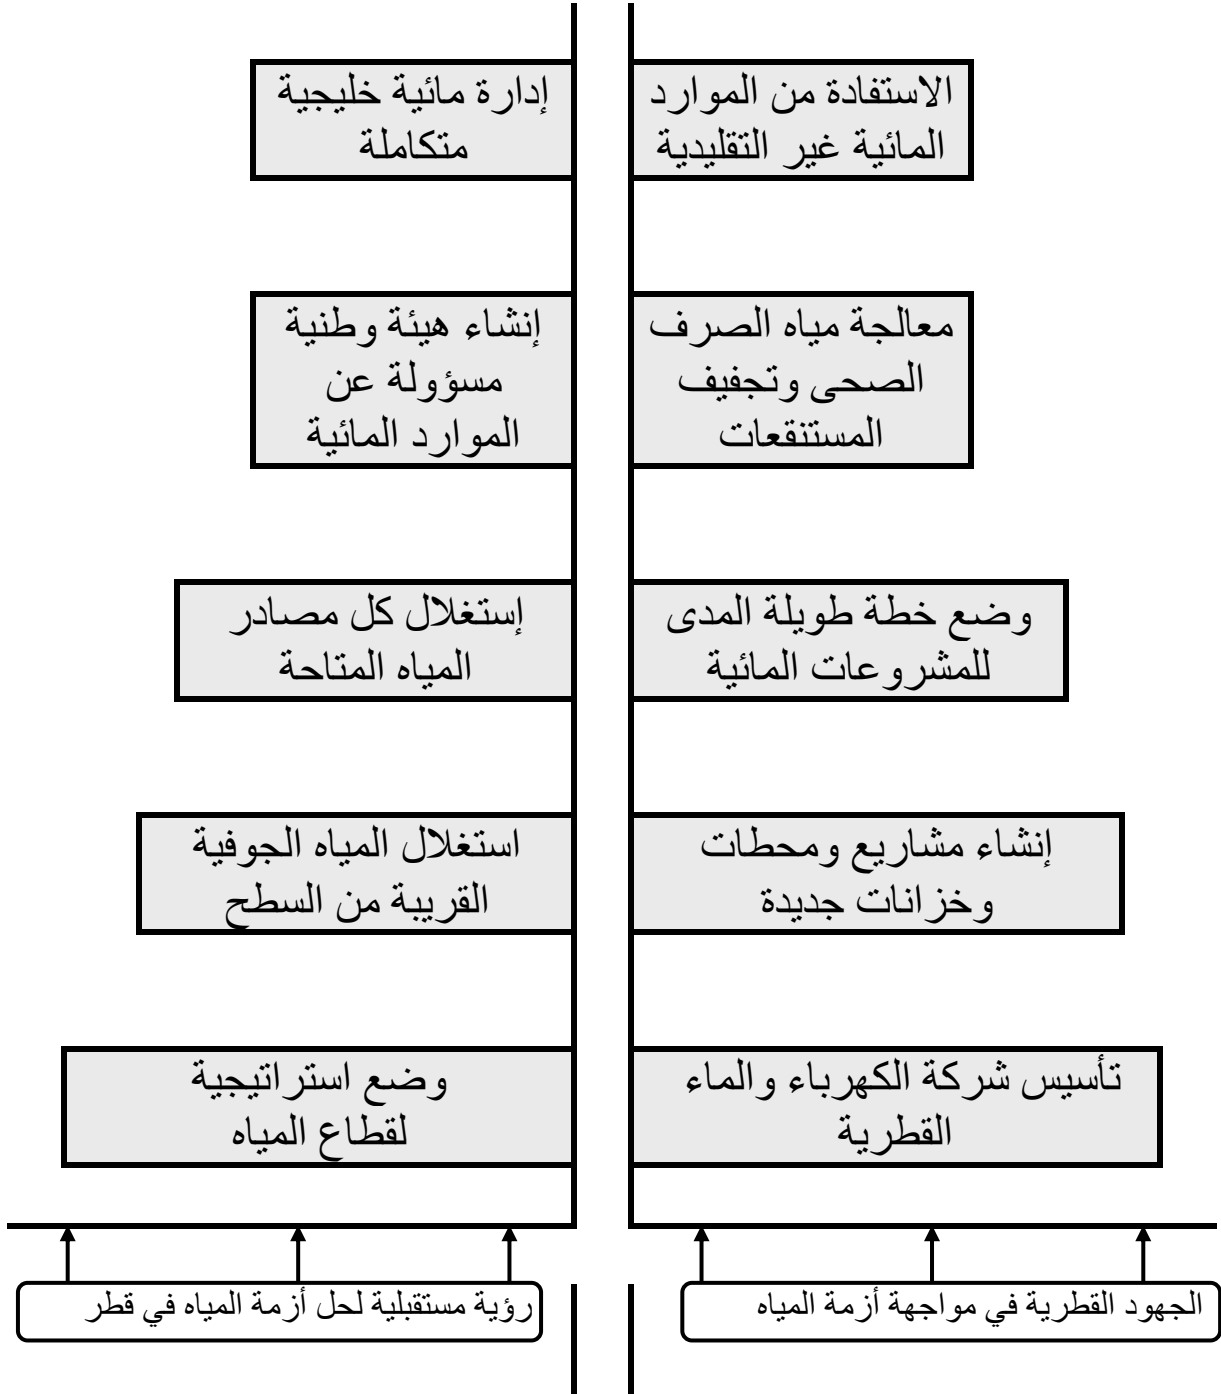 الاستفادة من الموارد
المائية غير التقليدية
معالجة مياه الصرف
الصحى وتجفيف
المستنقعات
وضع خطة طويلة المدى
للمشروعات المائية
إنشاء مشاريع ومحطات
وخزانات جديدة
تأسيس شركة الكهرباء والماء
القطرية
الجهود القطرية في مواجهة أزمة المياه
إدارة مائية خليجية
متكاملة
إنشاء هيئة وطنية
مسؤولة عن
الموارد المائية
إستغلال كل مصادر
المياه المتاحة
استغلال المياه الجوفية
القريبة من السطح
وضع استراتيجية
لقطاع المياه
رؤية مستقبلية لحل أزمة المياه في قطر